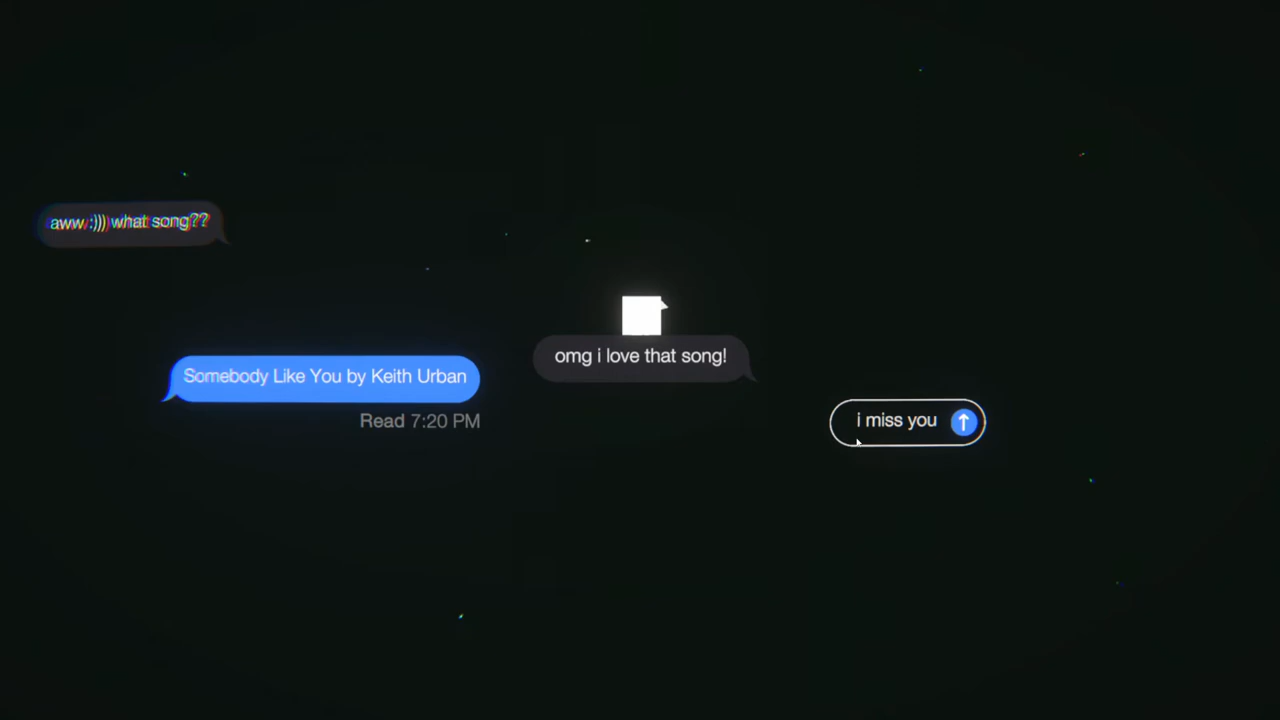 aww :))) what song??
Somebody Like You by Keith Urban
Read 7:20 PM
omg i love that song!
i miss you